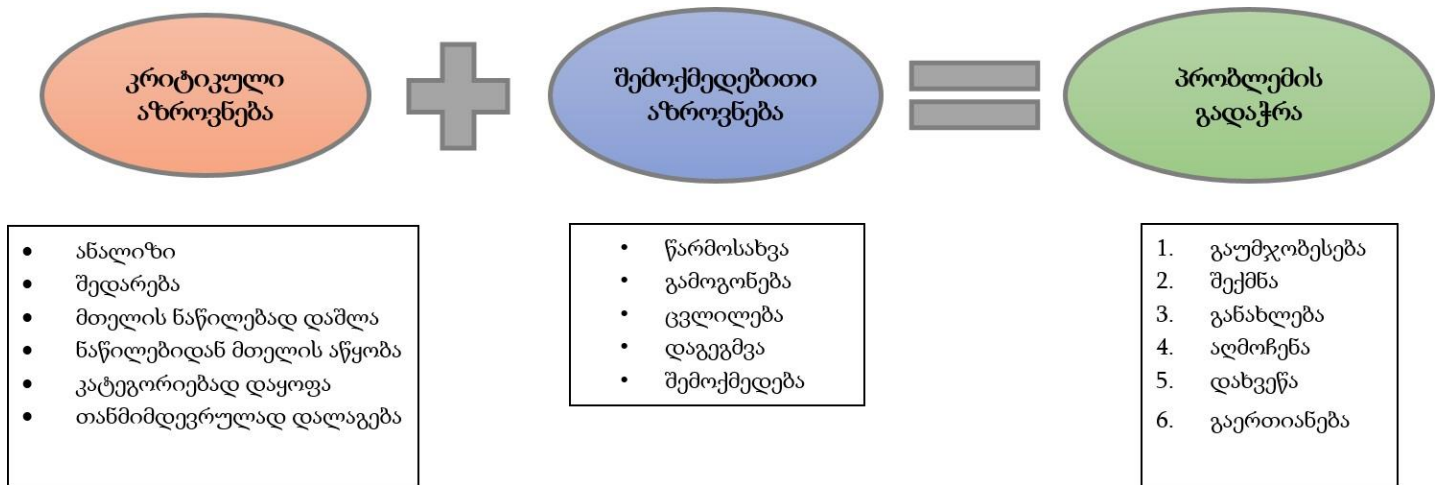 კრიტიკული
აზროვნება
შემოქმედებითი
აზროვნება
პრობლემის
გადაჭრა
• ანალიზი
• შედარება
• მთელის ნაწილებად დაშლა
• ნაწილებიდან მთელის აწყობა
• კატეგორიებად დაყოფა
• თანმიმდევრულად დალაგება
• წარმოსახვა
• გამოგონება
• ცვლილება
• დაგეგმვა
• შემოქმედება
1. გაუმჯობესება
2. შექმნა
3. განახლება
4. აღმოჩენა
5. დახვეწა
6. გაერთიანება